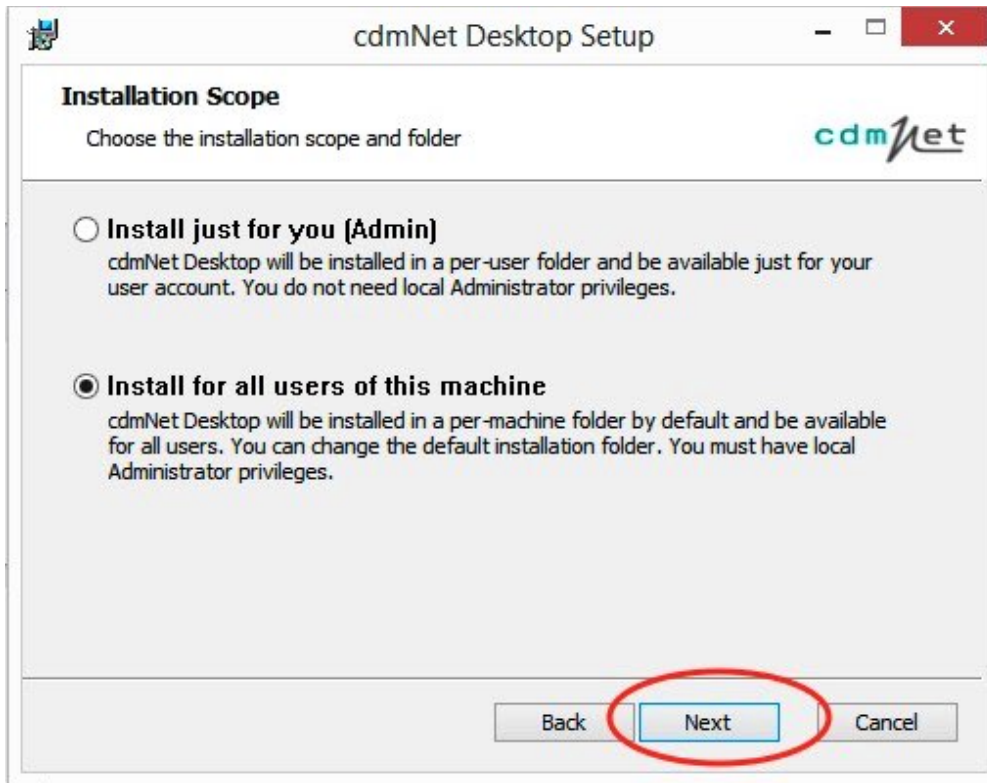 cdmNet Desktop Setup
Installation Scope
Choose the installation scope and folder
cdmNet
Install just for you (Admin)
cdmNet Desktop will be installed in a per-user folder and be available just for your
user account. You do not need local Administrator privileges.
Install for all users of this machine
cdmNet Desktop will be installed in a per-machine folder by default and be available
for all users. You can change the default installation folder. You must have local
Administrator privileges.
Back Next Cancel